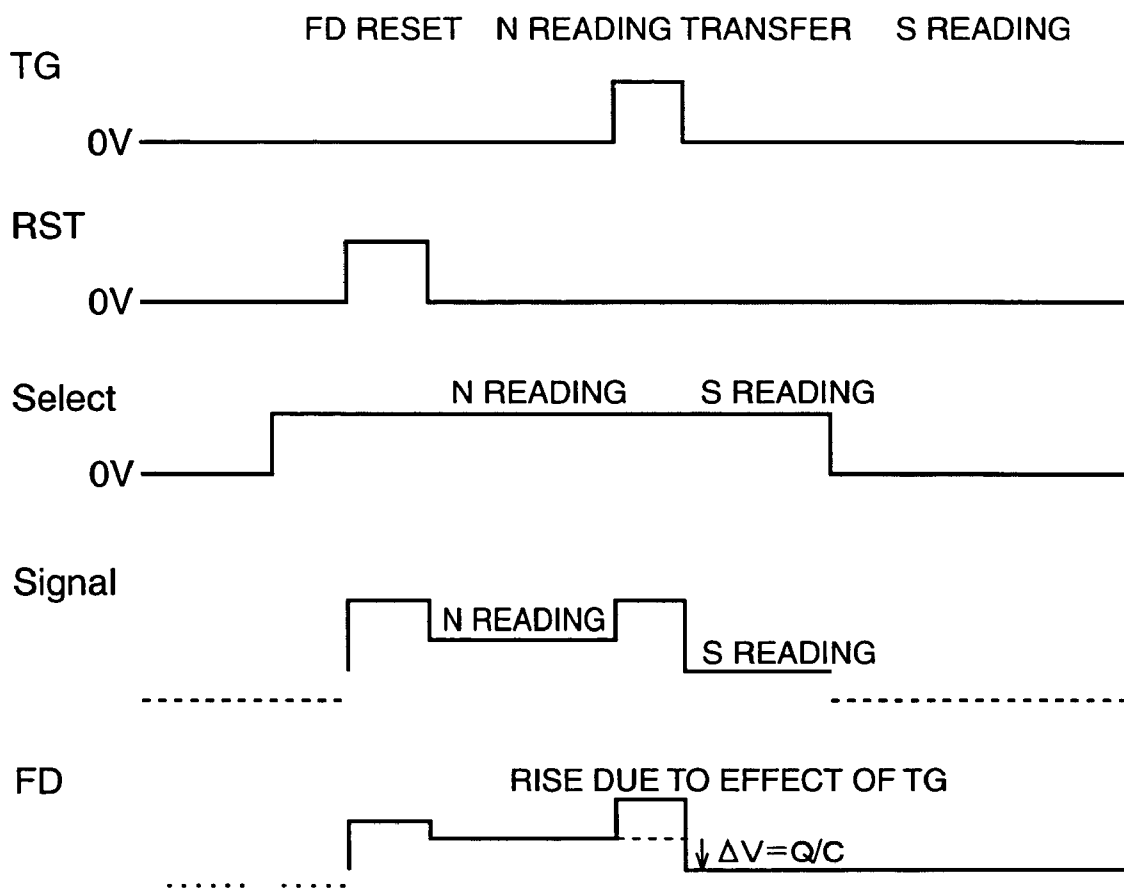 FD RESET N READING TRANSFER S READING
TG
0V
RST
0V
Select
N READING S READING
0V
Signal
N READING
S READING
FD
RISE DUE TO EFFECT OF TG
ΔV=Q/C